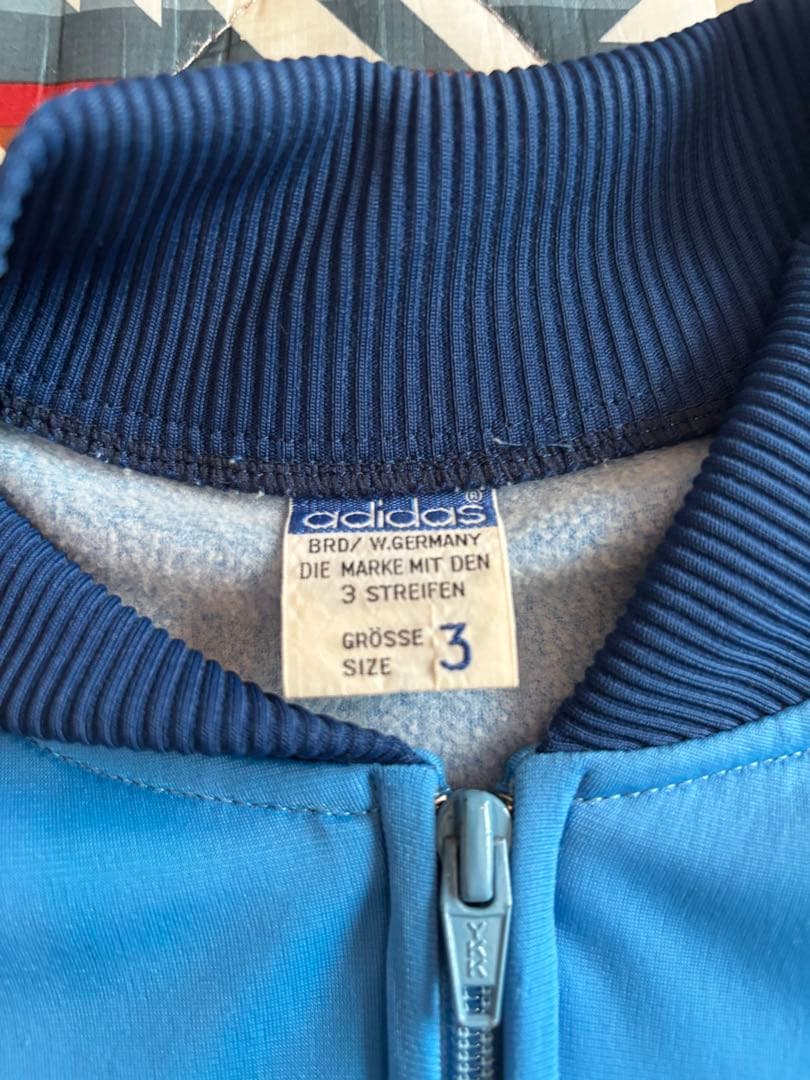 adidas®
BRD/ W.GERMANY
DIE MARKE MIT DEN
3 STREIFEN
GRÖSSE
SIZE 3
YKK